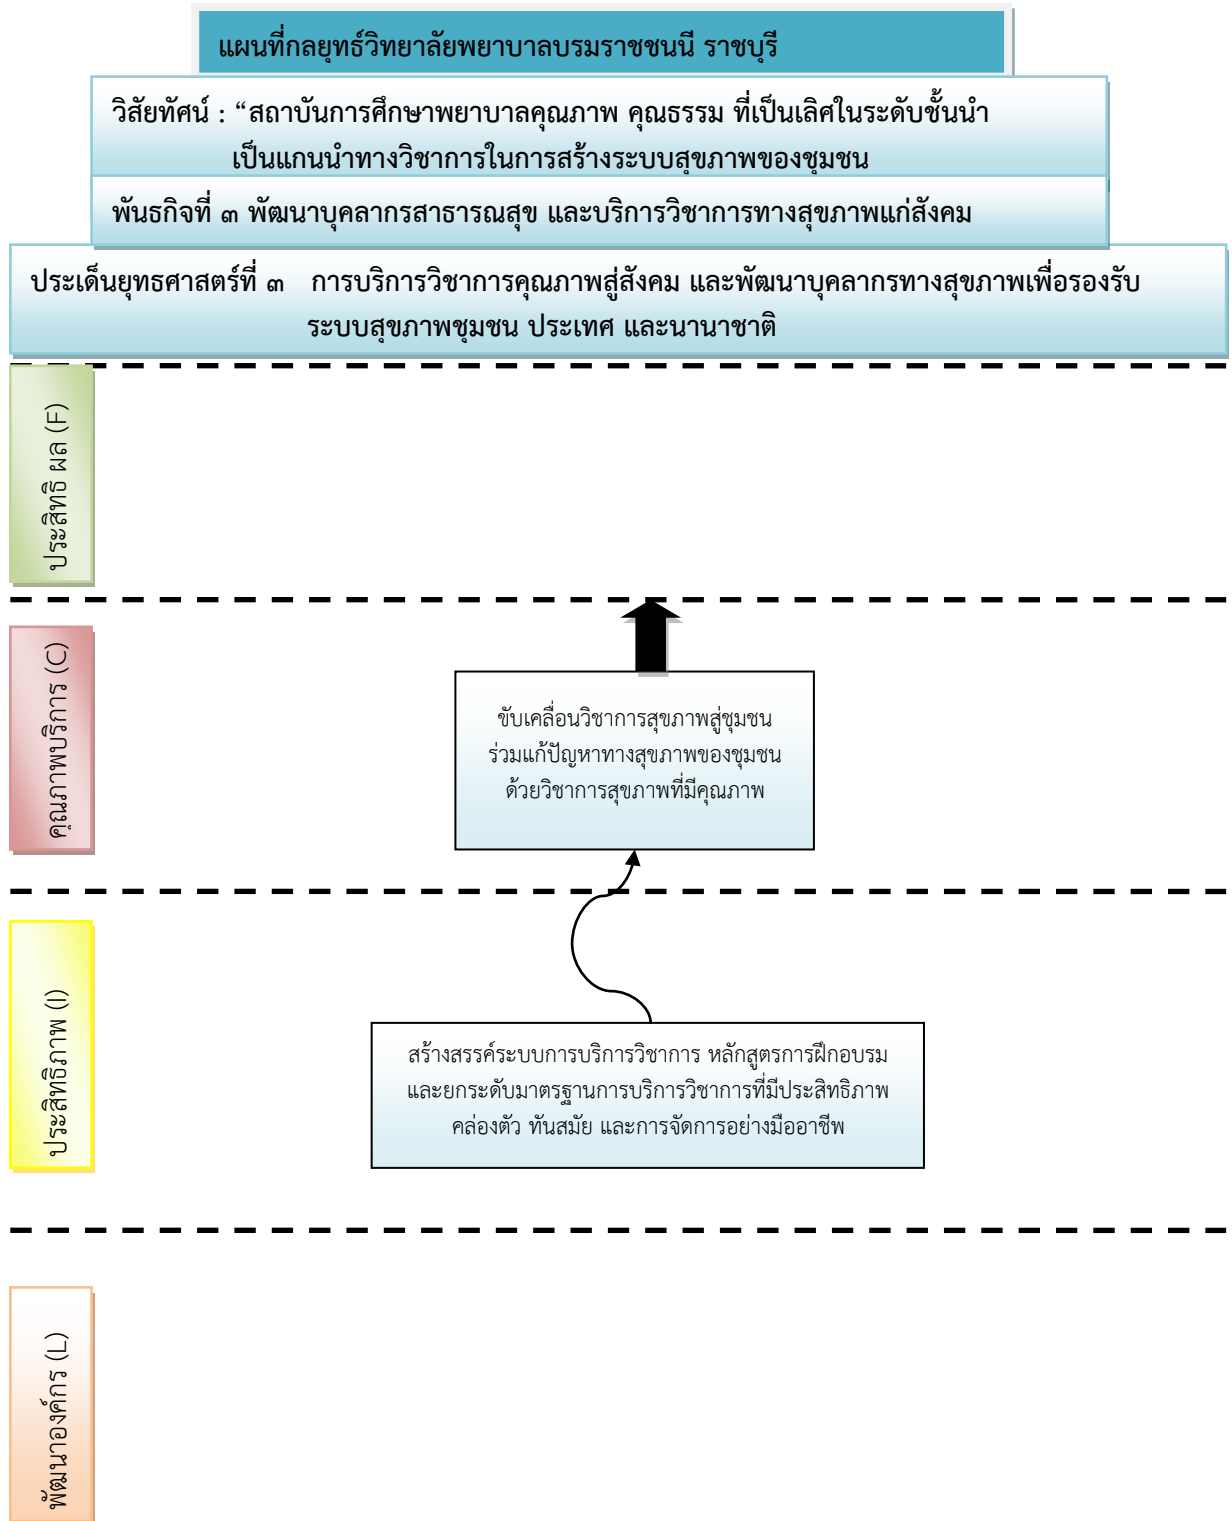 แผนที่กลยุทธ์วิทยาลัยพยาบาลบรมราชชนนี ราชบุรี
วิสัยทัศน์ : “สถาบันการศึกษาพยาบาลคุณภาพ คุณธรรม ที่เป็นเลิศในระดับชั้นนำ
เป็นแกนนำทางวิชาการในการสร้างระบบสุขภาพของชุมชน
พันธกิจที่ ๓ พัฒนาบุคลากรสาธารณสุข และบริการวิชาการทางสุขภาพแก่สังคม
ประเด็นยุทธศาสตร์ที่ ๓ การบริการวิชาการคุณภาพสู่สังคม และพัฒนาบุคลากรทางสุขภาพเพื่อรองรับ
ระบบสุขภาพชุมชน ประเทศ และนานาชาติ
ประสิทธิ ผล (F)
คุณภาพบริการ (C)
ขับเคลื่อนวิชาการสุขภาพสู่ชุมชน
ร่วมแก้ปัญหาทางสุขภาพของชุมชน
ด้วยวิชาการสุขภาพที่มีคุณภาพ
ประสิทธิภาพ (I)
สร้างสรรค์ระบบการบริการวิชาการ หลักสูตรการฝึกอบรม
และยกระดับมาตรฐานการบริการวิชาการที่มีประสิทธิภาพ
คล่องตัว ทันสมัย และการจัดการอย่างมืออาชีพ
พัฒนาองค์กร (L)